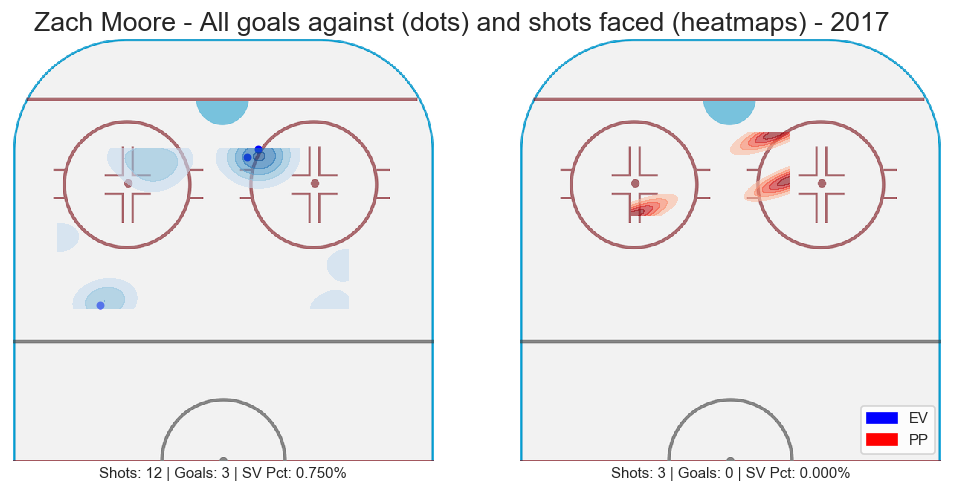 Zach Moore - All goals against (dots) and shots faced (heatmaps) - 2017
EV
PP
Shots: 12 | Goals: 3 | SV Pct: 0.750%
Shots: 3 | Goals: 0 | SV Pct: 0.000%